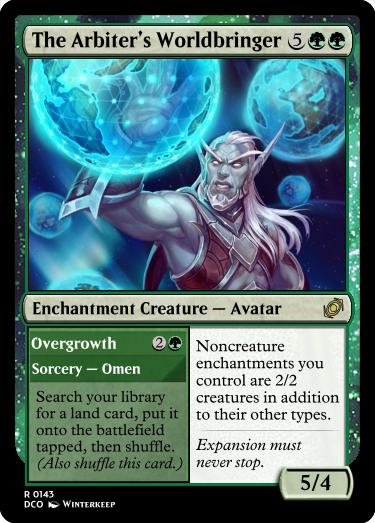 The Arbiter's Worldbringer 5
Enchantment Creature — Avatar
Overgrowth 2
Sorcery — Omen
Search your library
for a land card, put it
onto the battlefield
tapped, then shuffle.
(Also shuffle this card.)
Noncreature
enchantments you
control are 2/2
creatures in addition
to their other types.
Expansion must
never stop.
5/4
R 0143
DCO Winterkeep